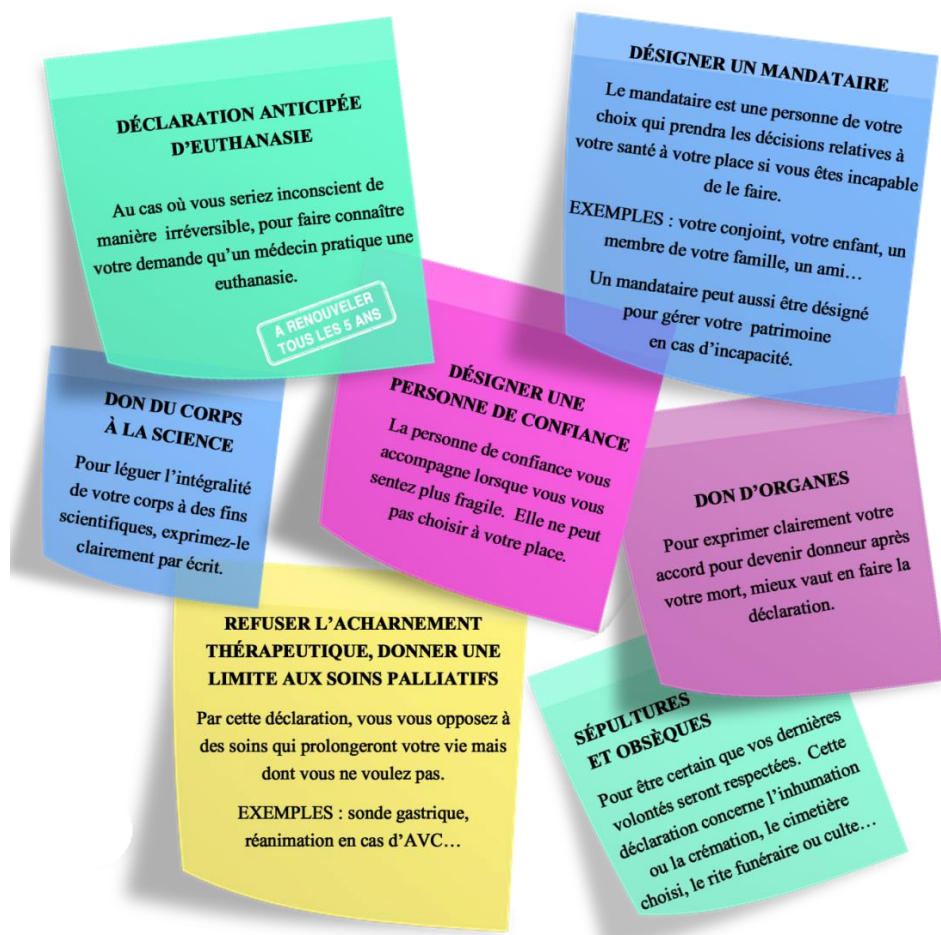 DÉCLARATION ANTICIPÉE
D’EUTHANASIE
Au cas où vous seriez inconscient de
manière irréversible, pour faire connaître
votre demande qu’un médecin pratique une
euthanasie.
A RENOUVELER
TOUS LES 5 ANS
DÉSIGNER UN MANDATAIRE
Le mandataire est une personne de votre
choix qui prendra les décisions relatives à
votre santé à votre place si vous êtes incapable
de le faire.
EXEMPLES : votre conjoint, votre enfant, un
membre de votre famille, un ami…
Un mandataire peut aussi être désigné
pour gérer votre patrimoine
en cas d’incapacité.
DON DU CORPS
À LA SCIENCE
Pour léguer l’intégralité
de votre corps à des fins
scientifiques, exprimez-le
clairement par écrit.
DÉSIGNER UNE
PERSONNE DE CONFIANCE
La personne de confiance vous
accompagne lorsque vous vous
sentez plus fragile. Elle ne peut
pas choisir à votre place.
DON D’ORGANES
Pour exprimer clairement votre
accord pour devenir donneur après
votre mort, mieux vaut en faire la
déclaration.
REFUSER L’ACHARNEMENT
THÉRAPEUTIQUE, DONNER UNE
LIMITE AUX SOINS PALLIATIFS
Par cette déclaration, vous vous opposez à
des soins qui prolongeront votre vie mais
dont vous ne voulez pas.
EXEMPLES : sonde gastrique,
réanimation en cas d’AVC…
SÉPULTURES
ET OBSÈQUES
Pour être certain que vos dernières
volontés seront respectées. Cette
déclaration concerne l’inhumation
ou la crémation, le cimetière
choisi, le rite funéraire ou culte…